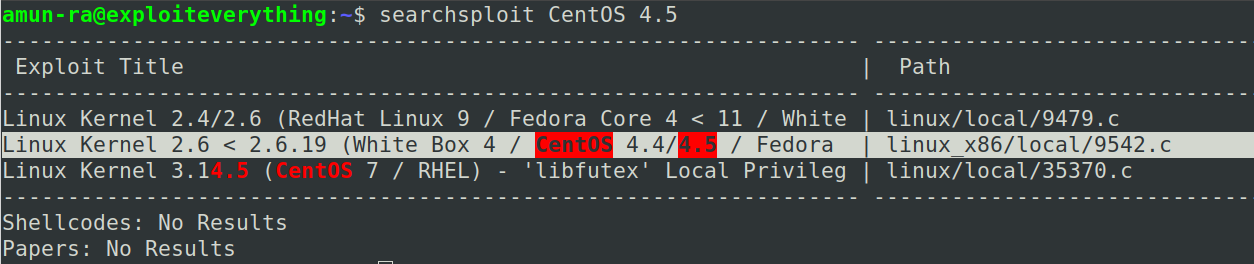 amun-ra@exploiteverything:~$ searchsploit CentOS 4.5
--------------------------------------------------------------------------------- ------------------------------------
Exploit Title | Path
--------------------------------------------------------------------------------- ------------------------------------
Linux Kernel 2.4/2.6 (RedHat Linux 9 / Fedora Core 4 < 11 / White | linux/local/9479.c
Linux Kernel 2.6 < 2.6.19 (White Box 4 / CentOS 4.4/4.5 / Fedora | linux_x86/local/9542.c
Linux Kernel 3.14.5 (CentOS 7 / RHEL) - 'libfutex' Local Privileg | linux/local/35370.c
--------------------------------------------------------------------------------- ------------------------------------
Shellcodes: No Results
Papers: No Results